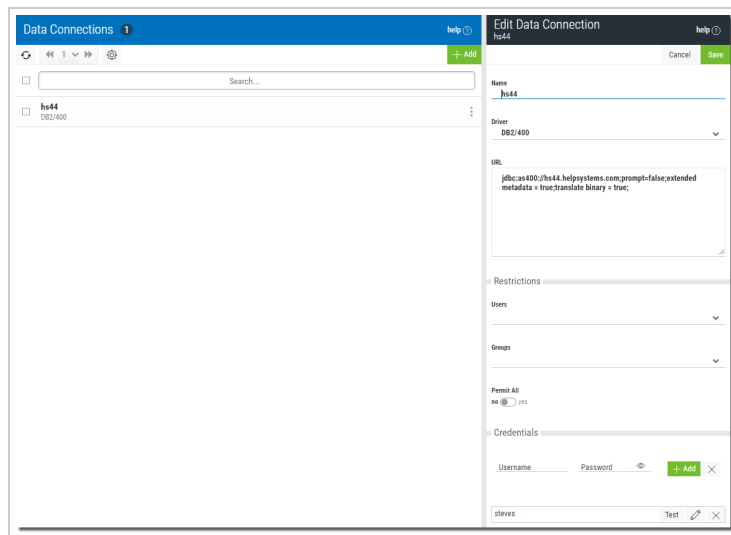 Data Connections 1
help
1
Add
Search...
hs44
DB2/400
Edit Data Connection
hs44
help
Cancel
Save
Name
hs44
Driver
DB2/400
URL
jdbc:as400://hs44.helpsystems.com;prompt=false;extended
metadata = true;translate binary = true;
Restrictions
Users
Groups
Permit All
no yes
Credentials
Username Password Add
steves Test